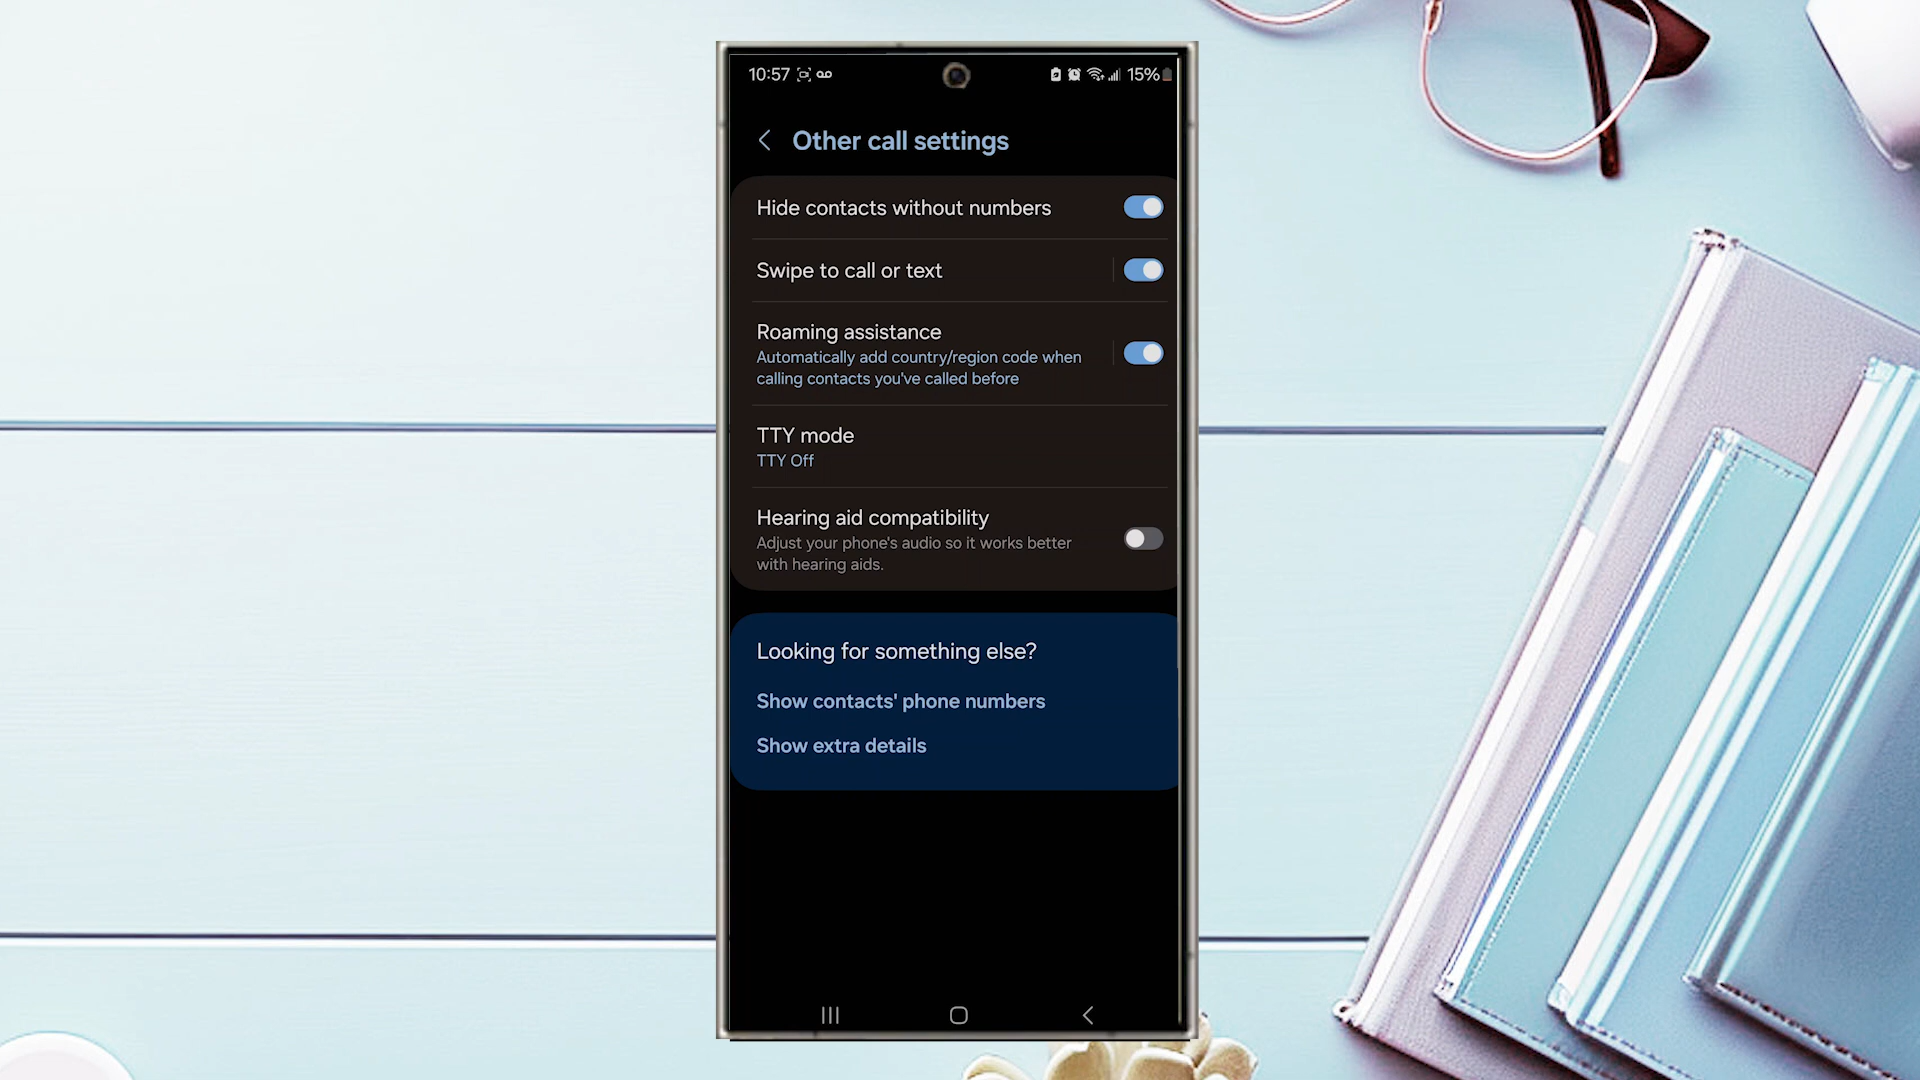 10:57
15%
Other call settings
Hide contacts without numbers
Swipe to call or text
Roaming assistance
Automatically add country/region code when
calling contacts you've called before
TTY mode
TTY Off
Hearing aid compatibility
Adjust your phone's audio so it works better
with hearing aids.
Looking for something else?
Show contacts' phone numbers
Show extra details